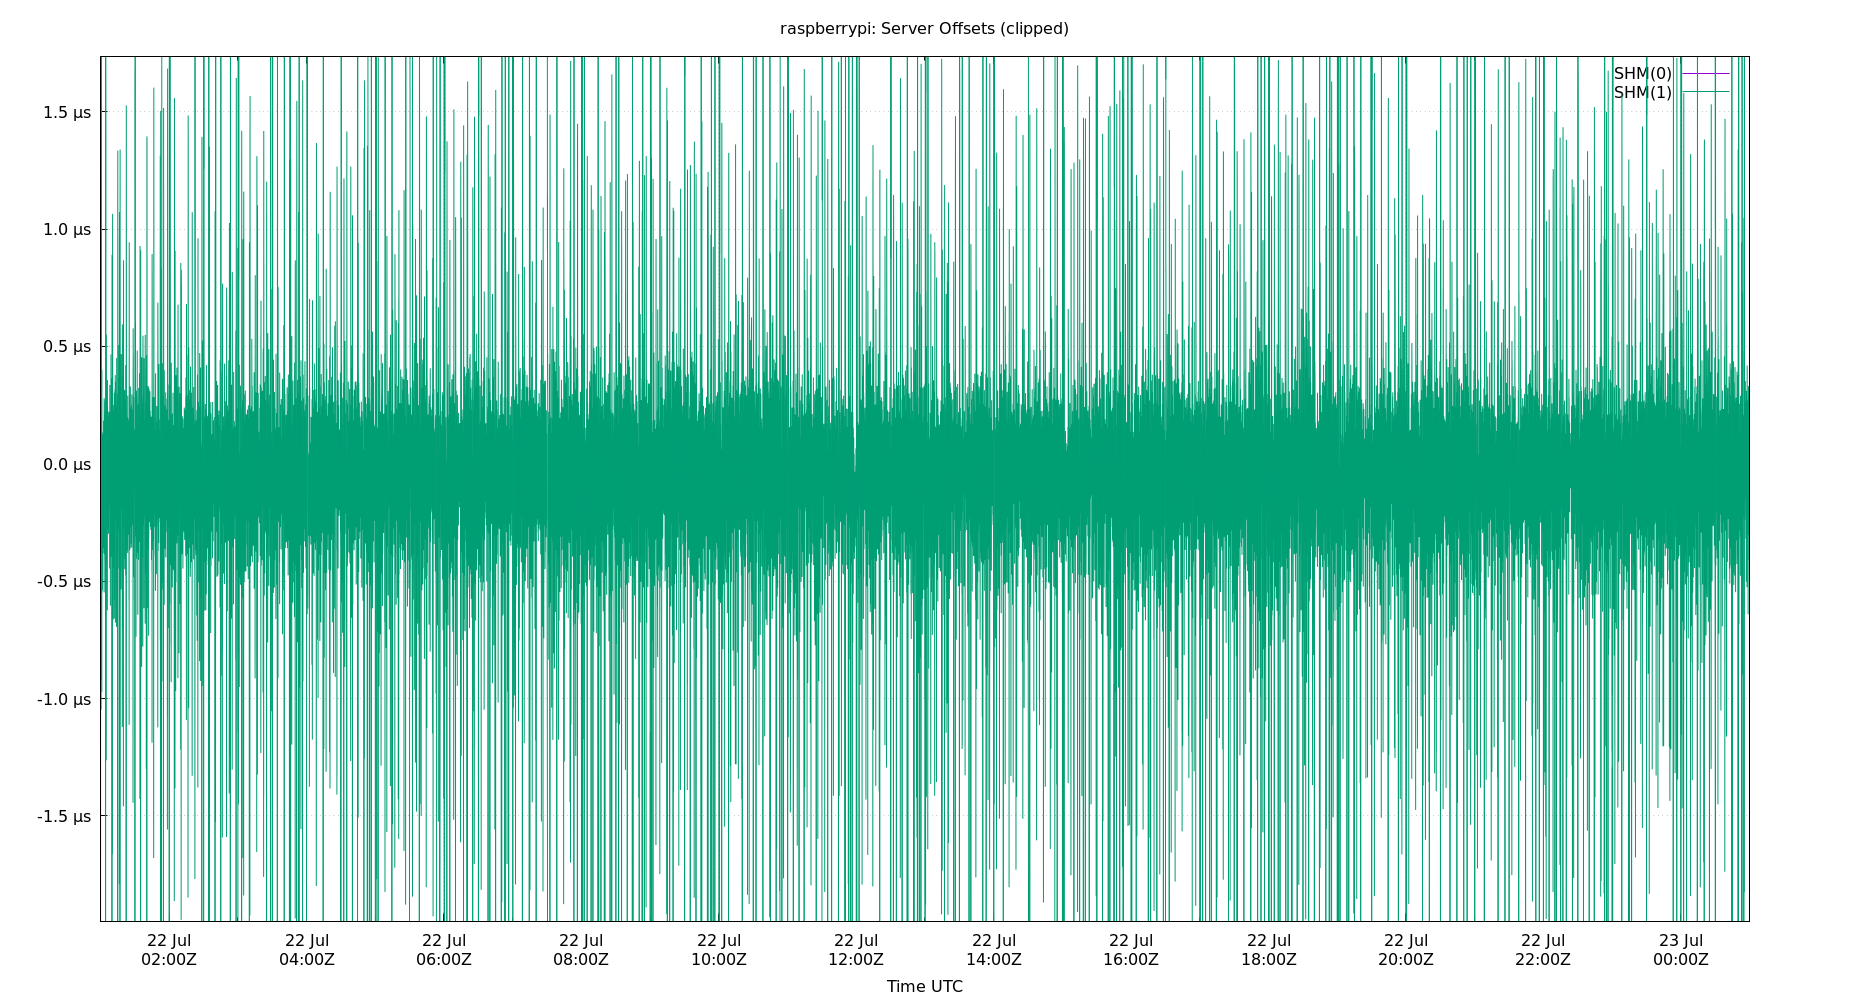 raspberrypi: Server Offsets (clipped)
SHM(0)
SHM(1)
1.5 µs
1.0 µs
0.5 µs
0.0 µs
-0.5 µs
-1.0 µs
-1.5 µs
22 Jul 22 Jul 22 Jul 22 Jul 22 Jul 22 Jul 22 Jul 22 Jul 22 Jul 22 Jul 22 Jul 23 Jul
02:00Z 04:00Z 06:00Z 08:00Z 10:00Z 12:00Z 14:00Z 16:00Z 18:00Z 20:00Z 22:00Z 00:00Z
Time UTC